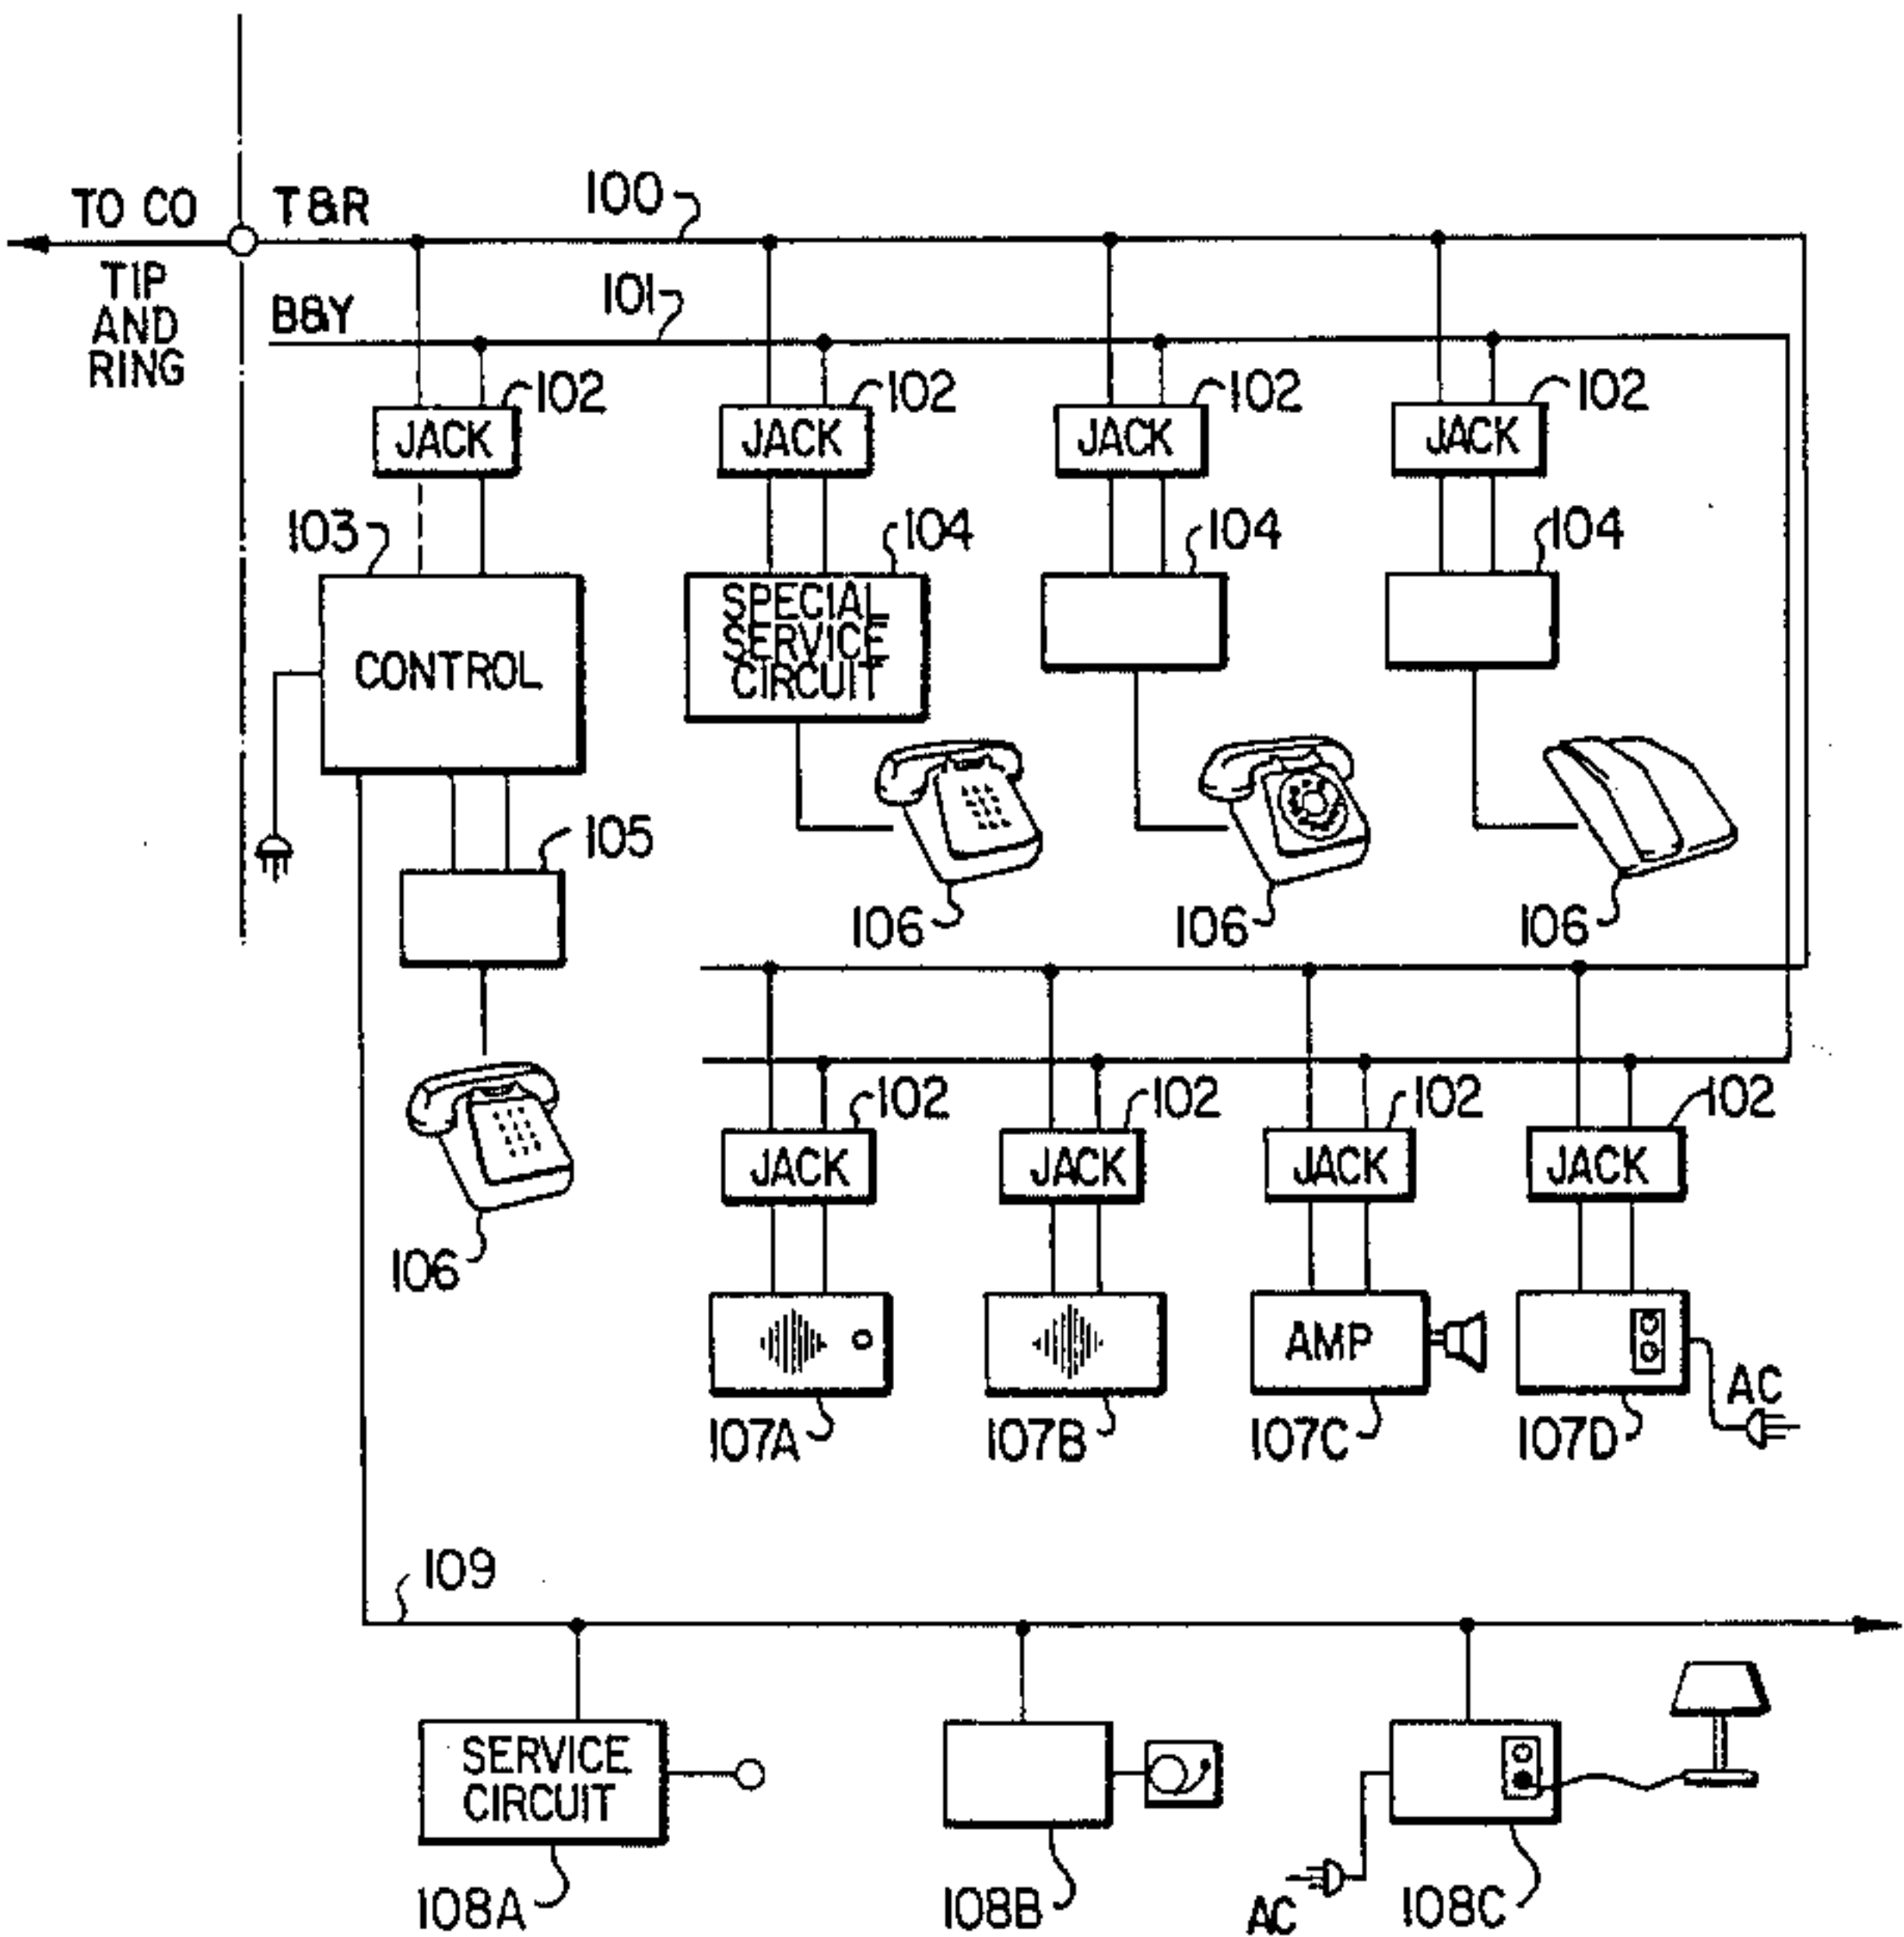 TO CO
T&R
100
TIP
AND
RING
B&Y
101
JACK
102
JACK
102
JACK
102
JACK
102
103
104
104
104
CONTROL
SPECIAL
SERVICE
CIRCUIT
105
106
106
106
102
102
102
102
JACK
JACK
JACK
JACK
106
AMP
AC
107A
107B
107C
107D
109
SERVICE
CIRCUIT
108A
108B
AC
108C